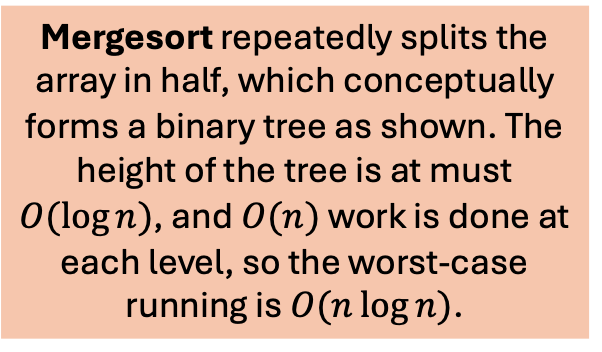 Mergesort repeatedly splits the
array in half, which conceptually
forms a binary tree as shown. The
height of the tree is at must
O(log n), and O(n) work is done at
each level, so the worst-case
running is O(n log n).